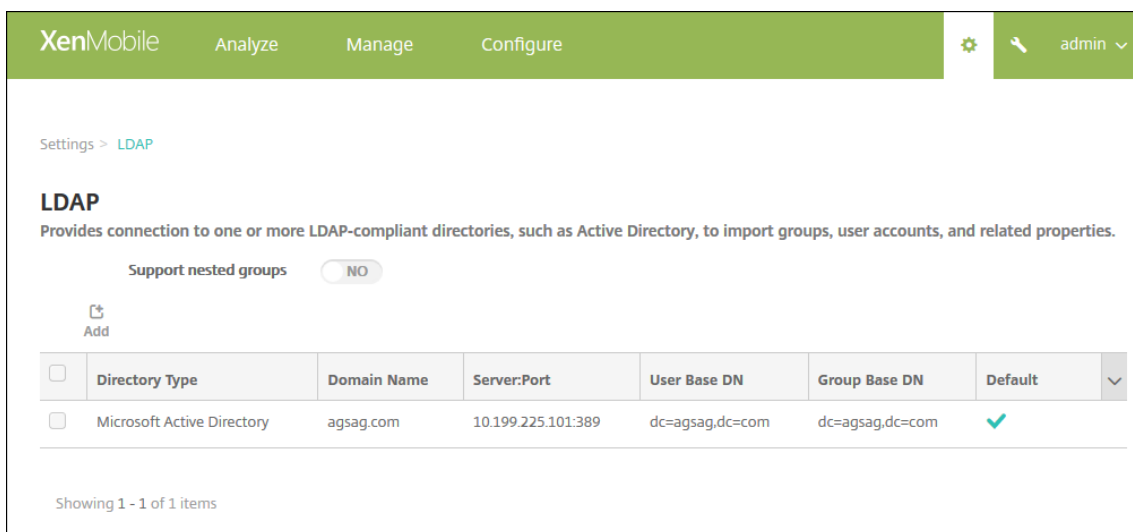 XenMobile Analyze Manage Configure admin
Settings > LDAP
LDAP
Provides connection to one or more LDAP-compliant directories, such as Active Directory, to import groups, user accounts, and related properties.
Support nested groups NO
Add
Directory Type Domain Name Server:Port User Base DN Group Base DN Default
Microsoft Active Directory agsag.com 10.199.225.101:389 dc=agsag,dc=com dc=agsag,dc=com
Showing 1 - 1 of 1 items